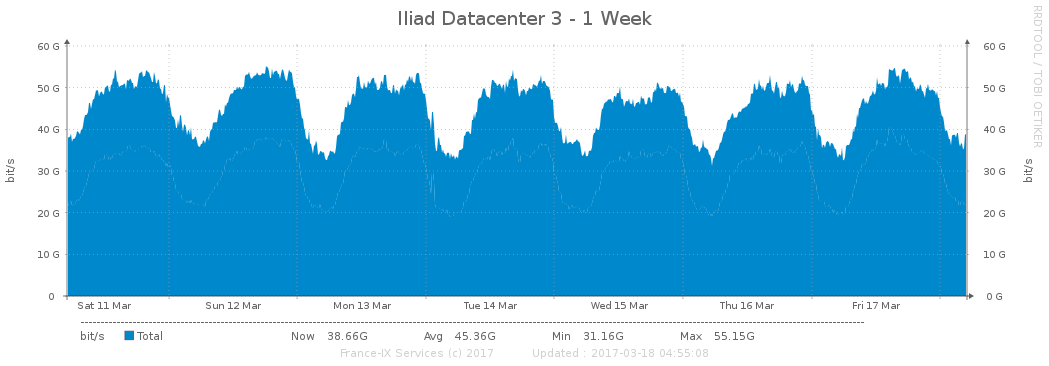 Iliad Datacenter 3 - 1 Week
RRDTOOL / TOBI OETIKER
60 G 60 G
50 G 50 G
40 G 40 G
30 G 30 G
20 G 20 G
10 G 10 G
0 0 G
bit/s bit/s
Sat 11 Mar Sun 12 Mar Mon 13 Mar Tue 14 Mar Wed 15 Mar Thu 16 Mar Fri 17 Mar
bit/s Total Now 38.66G Avg 45.36G Min 31.16G Max 55.15G
France-IX Services (c) 2017 Updated : 2017-03-18 04:55:08